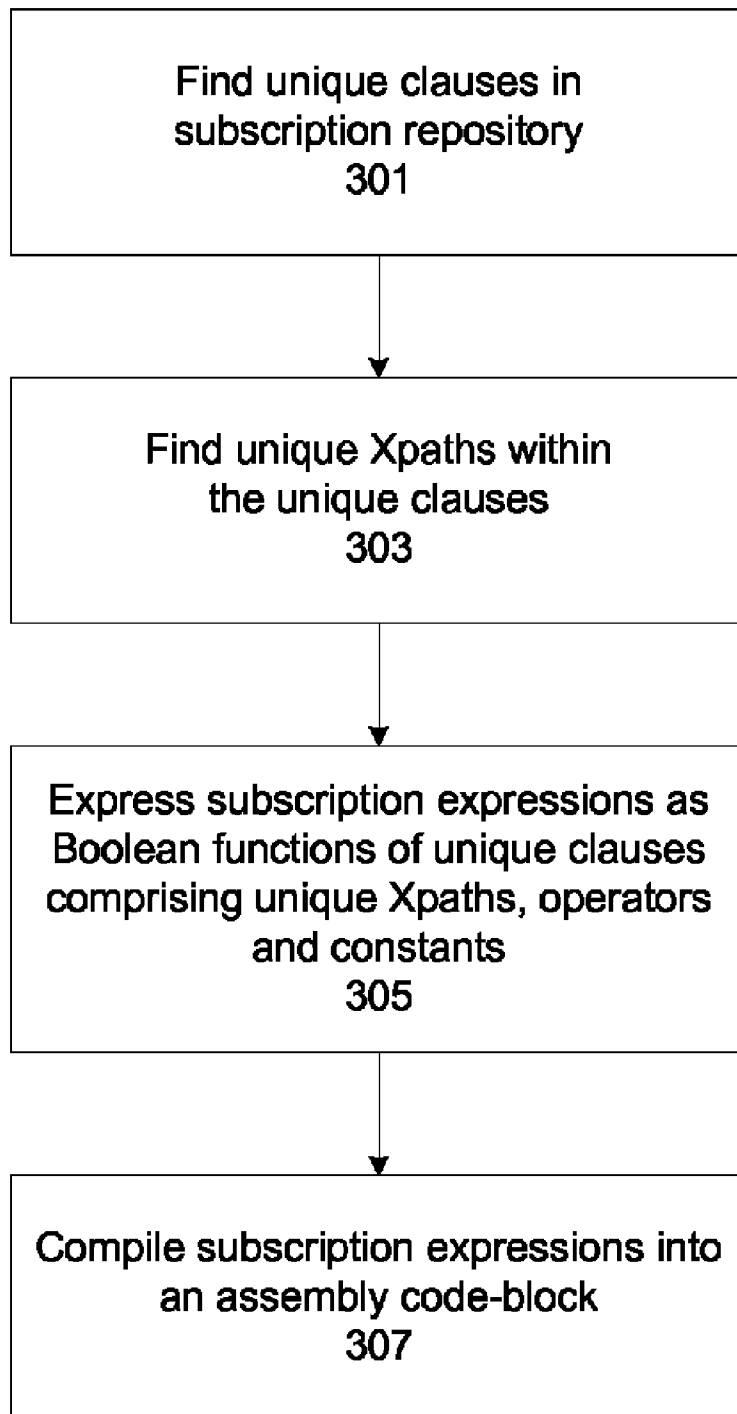 Find unique clauses in
subscription repository
301
Find unique Xpaths within
the unique clauses
303
Express subscription expressions as
Boolean functions of unique clauses
comprising unique Xpaths, operators
and constants
305
Compile subscription expressions into
an assembly code-block
307